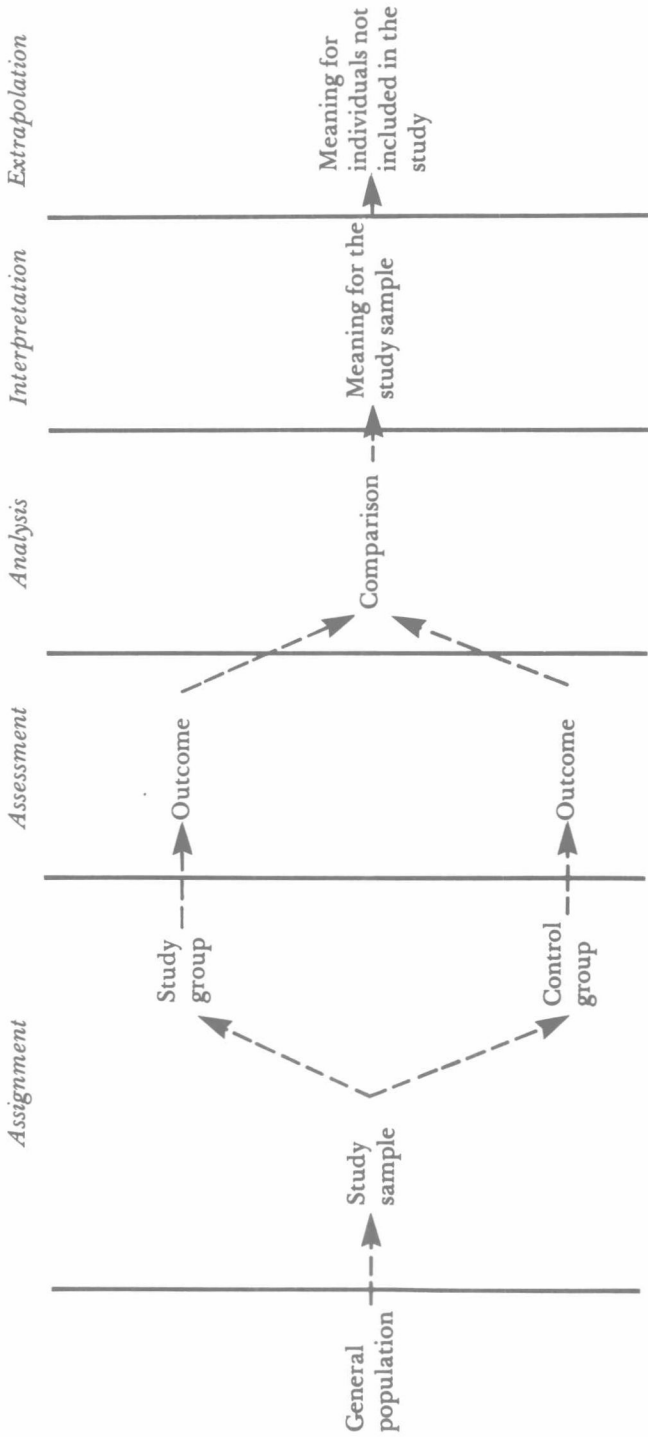 Assignment
Assessment
Analysis
Interpretation
Extrapolation
General
population
Study
sample
Study
group
Control
group
Outcome
Outcome
Comparison
Meaning for the
study sample
Meaning for
individuals not
included in the
study